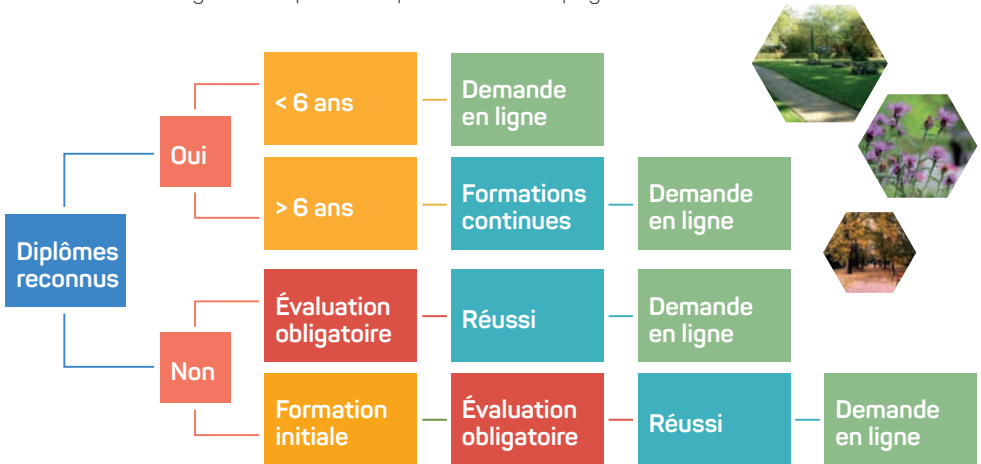 Diplômes
reconnus
Oui
< 6 ans
Demande
en ligne
> 6 ans
Formations
continues
Demande
en ligne
Non
Évaluation
obligatoire
Réussi
Demande
en ligne
Formation
initiale
Évaluation
obligatoire
Réussi
Demande
en ligne